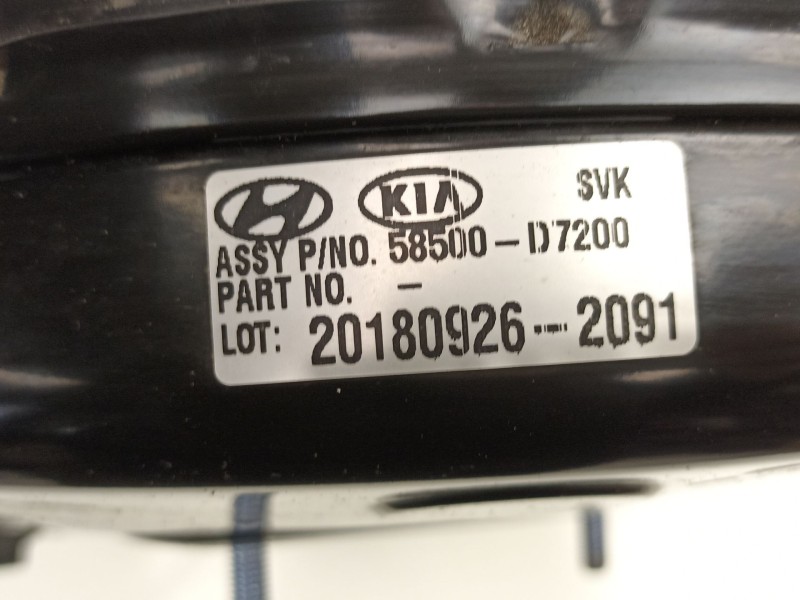 KIA SVK
ASSY P/NO. 58500-D7200
PART NO. -
LOT: 20180926-2091